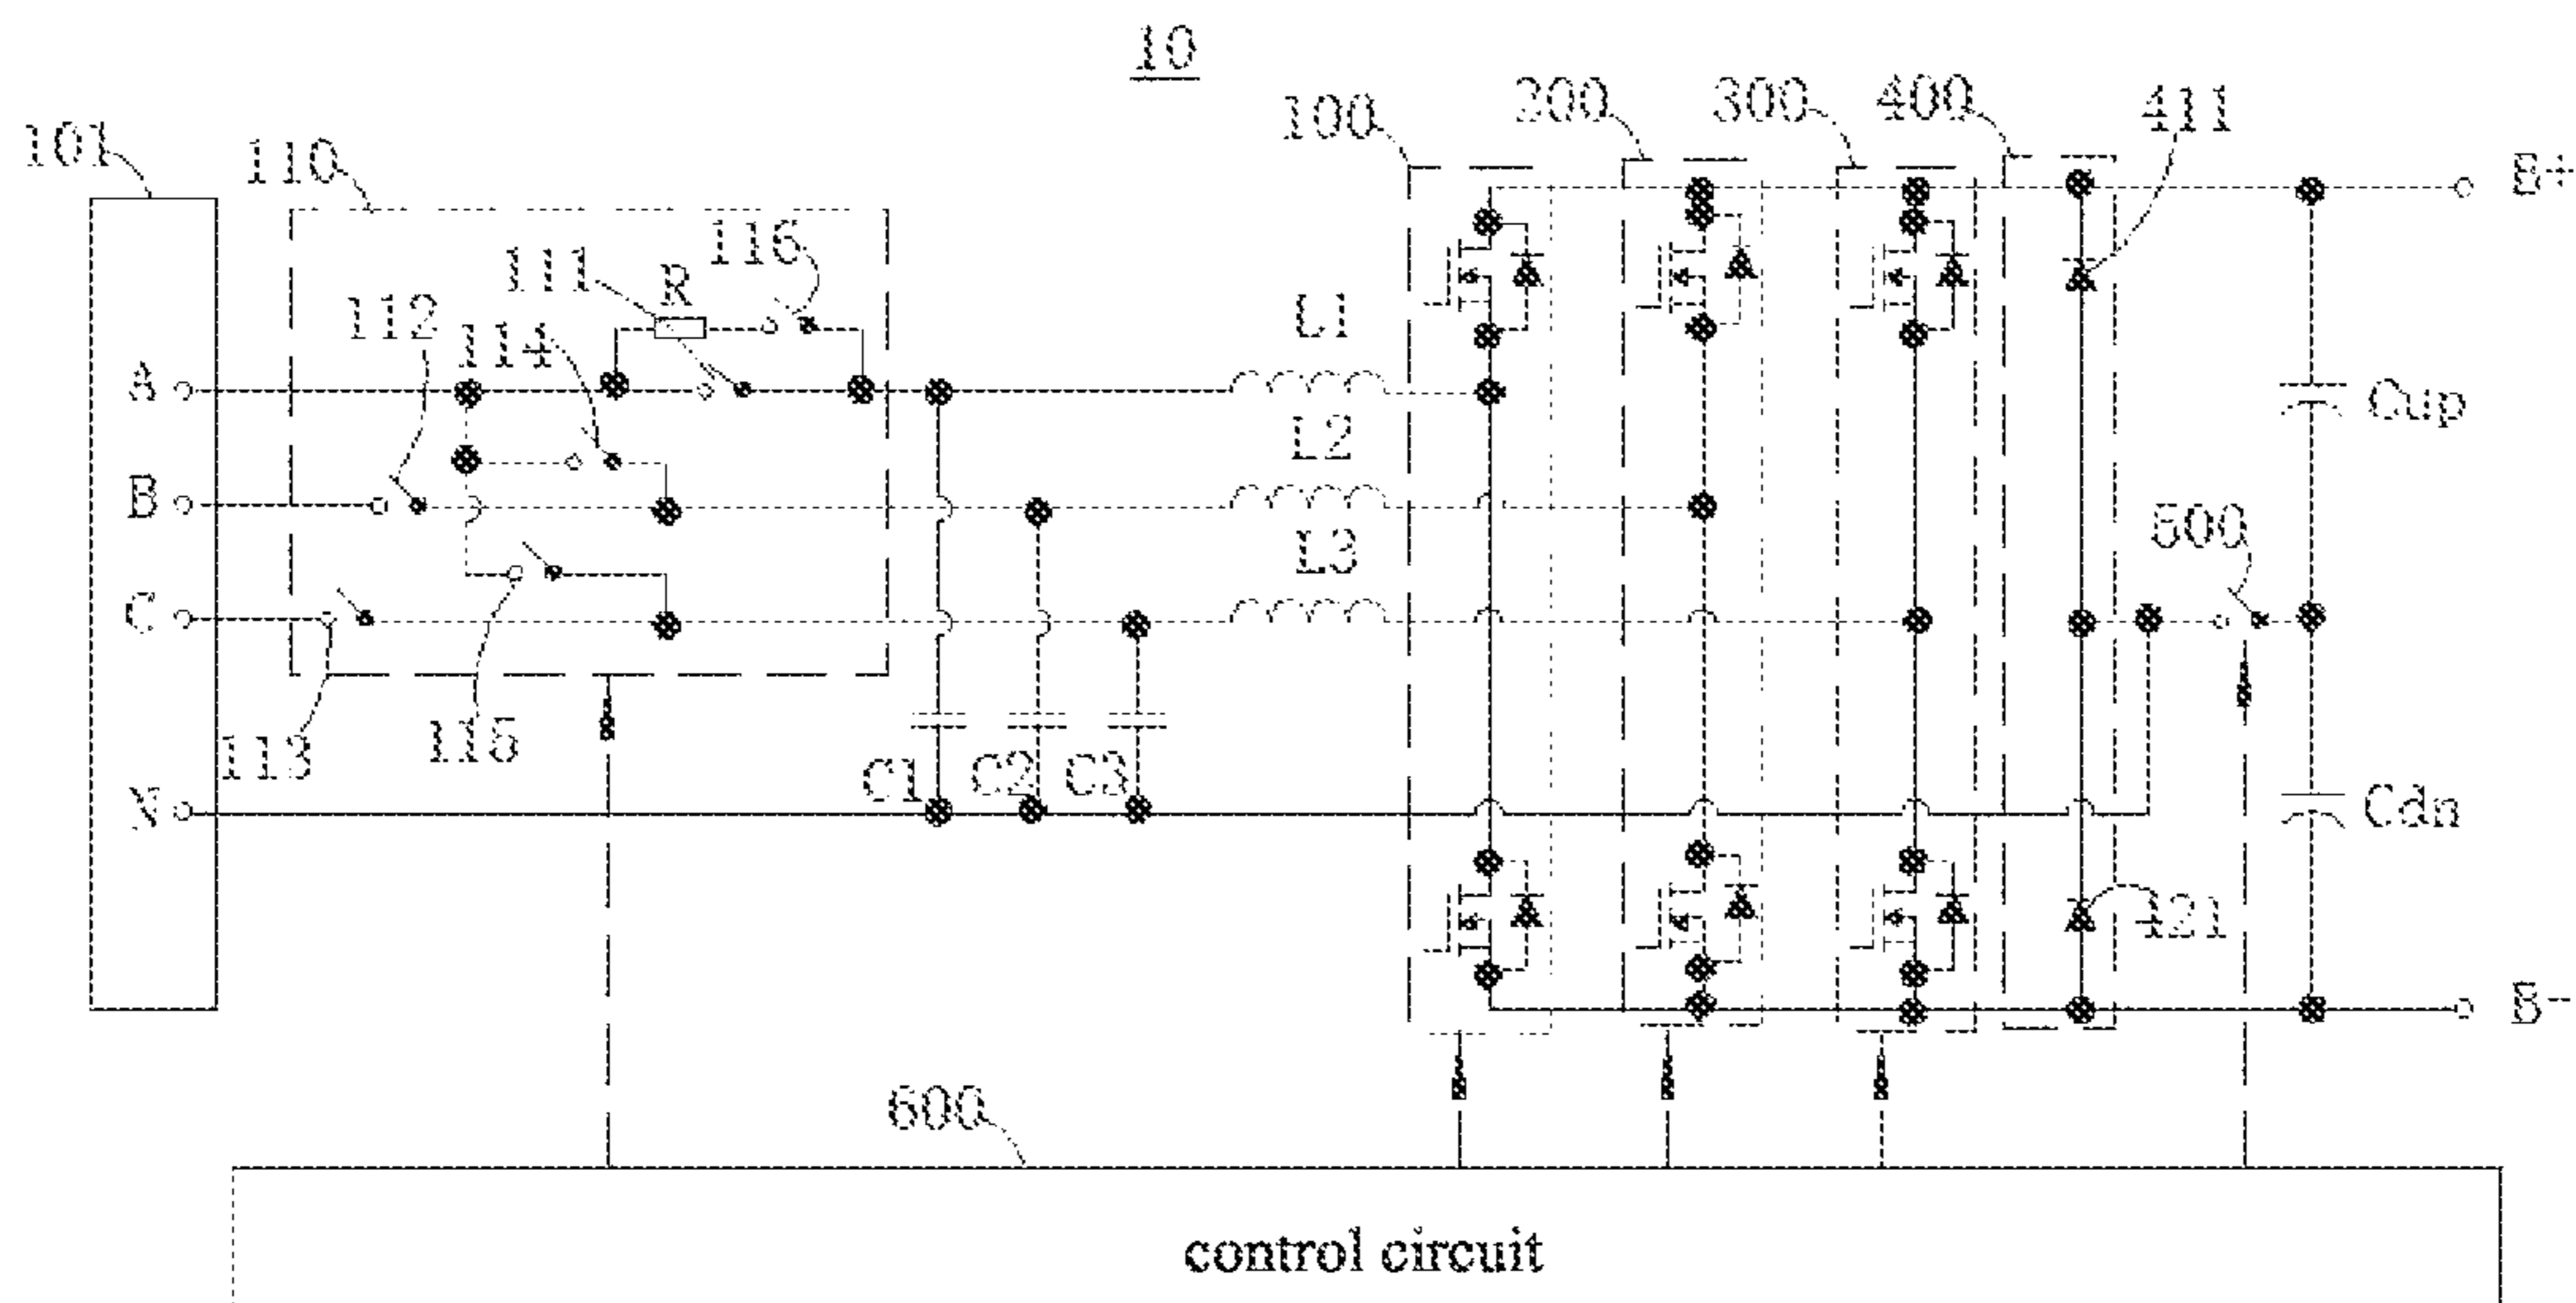 10
100
200
300
400
411
101
110
B+
116
111
R
112
114
L1
A
Cup
L2
B
500
L3
C
113
115
C1
C2
C3
N
Cdn
421
B-
600
control circuit